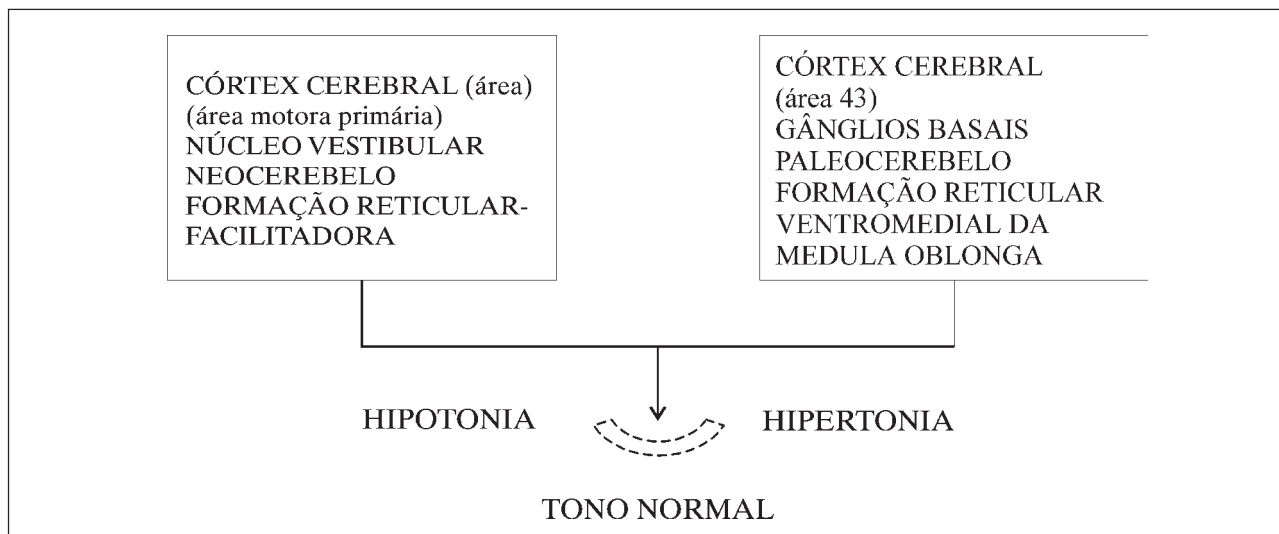 CÓRTEX CEREBRAL (área)
(área motora primária)
NÚCLEO VESTIBULAR
NEOCEREBELO
FORMAÇÃO RETICULAR-
FACILITADORA
CÓRTEX CEREBRAL
(área 43)
GÂNGLIOS BASAIS
PALEOCEREBELO
FORMAÇÃO RETICULAR
VENTROMEDIAL DA
MEDULA OBLONGA
HIPOTONIA
HIPERTONIA
TONO NORMAL